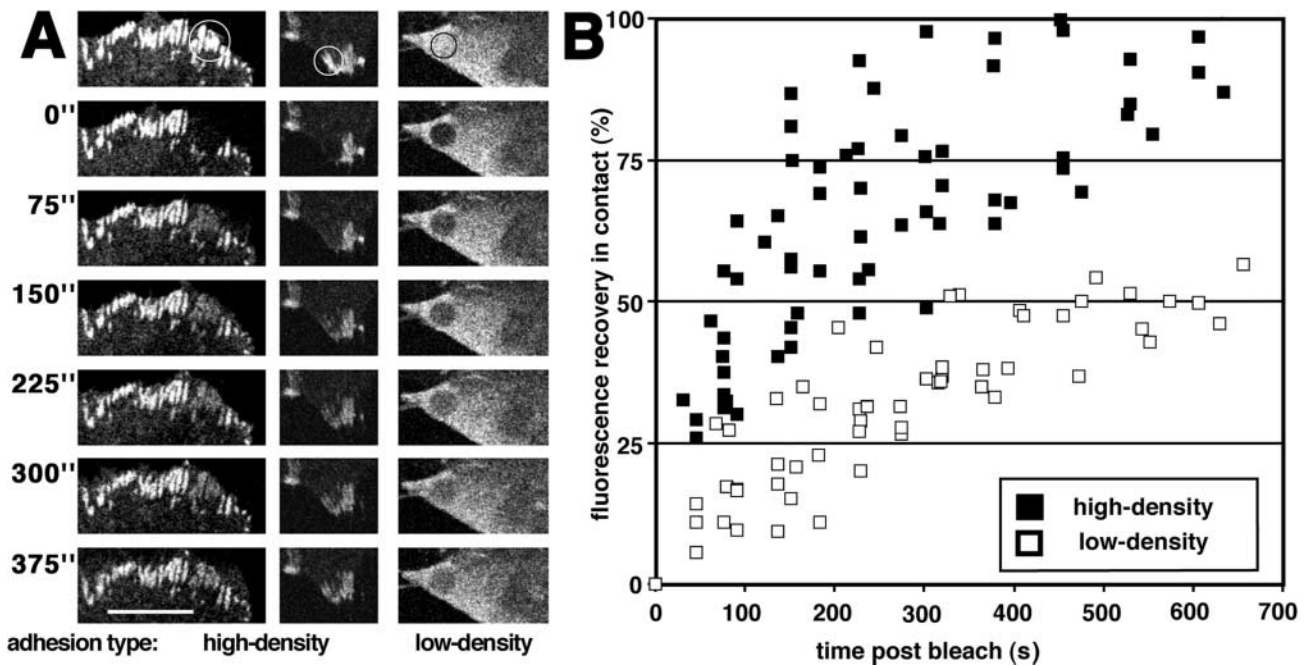 A
0''
75''
150''
225''
300''
375''
adhesion type: high-density low-density
B
fluorescence recovery in contact (%)
100
75
50
25
0
high-density
low-density
0 100 200 300 400 500 600 700
time post bleach (s)